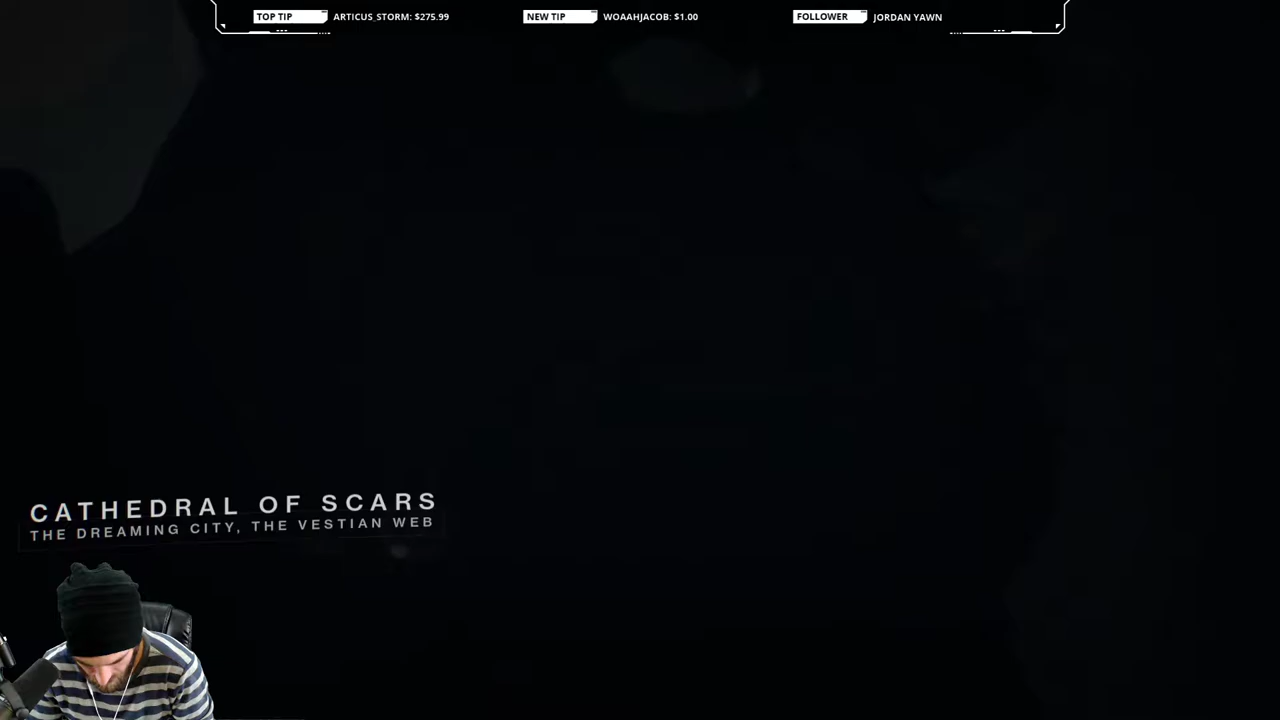 TOP TIP ARTICUS_STORM: $275.99 NEW TIP WOAAHJACOB: $1.00 FOLLOWER JORDAN YAWN
CATHEDRAL OF SCARS
THE DREAMING CITY, THE VESTIAN WEB